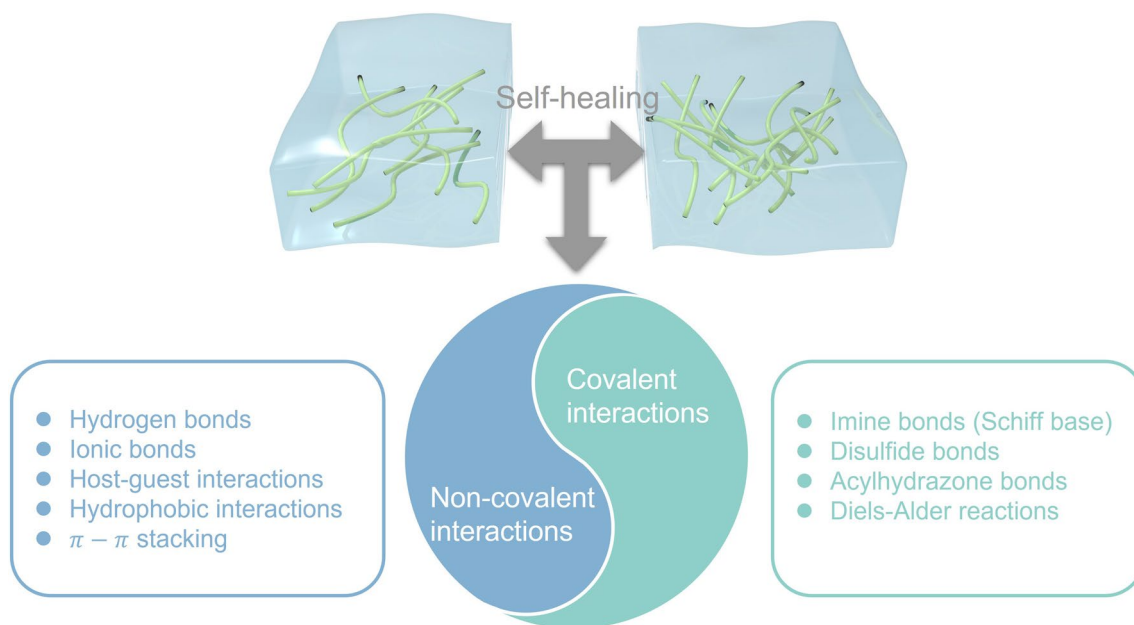 Self-healing
Covalent
interactions
Non-covalent
interactions
Hydrogen bonds
Ionic bonds
Host-guest interactions
Hydrophobic interactions
π − π stacking
Imine bonds (Schiff base)
Disulfide bonds
Acylhydrazone bonds
Diels-Alder reactions